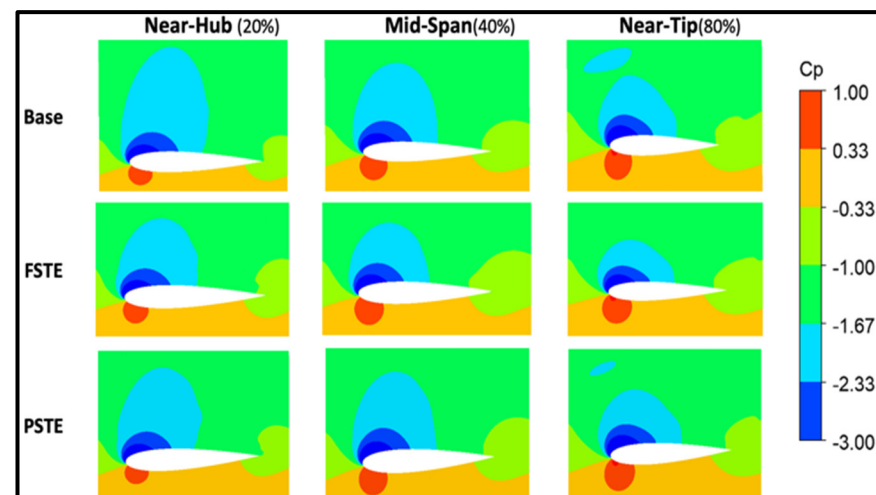 Near-Hub (20%) Mid-Span(40%) Near-Tip(80%)
Cp
1.00
0.33
-0.33
-1.00
-1.67
-2.33
-3.00
Base
FSTE
PSTE